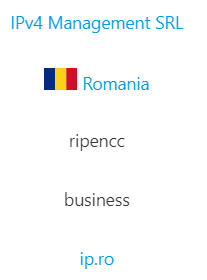 IPv4 Management SRL
Romania
ripencc
business
ip.ro